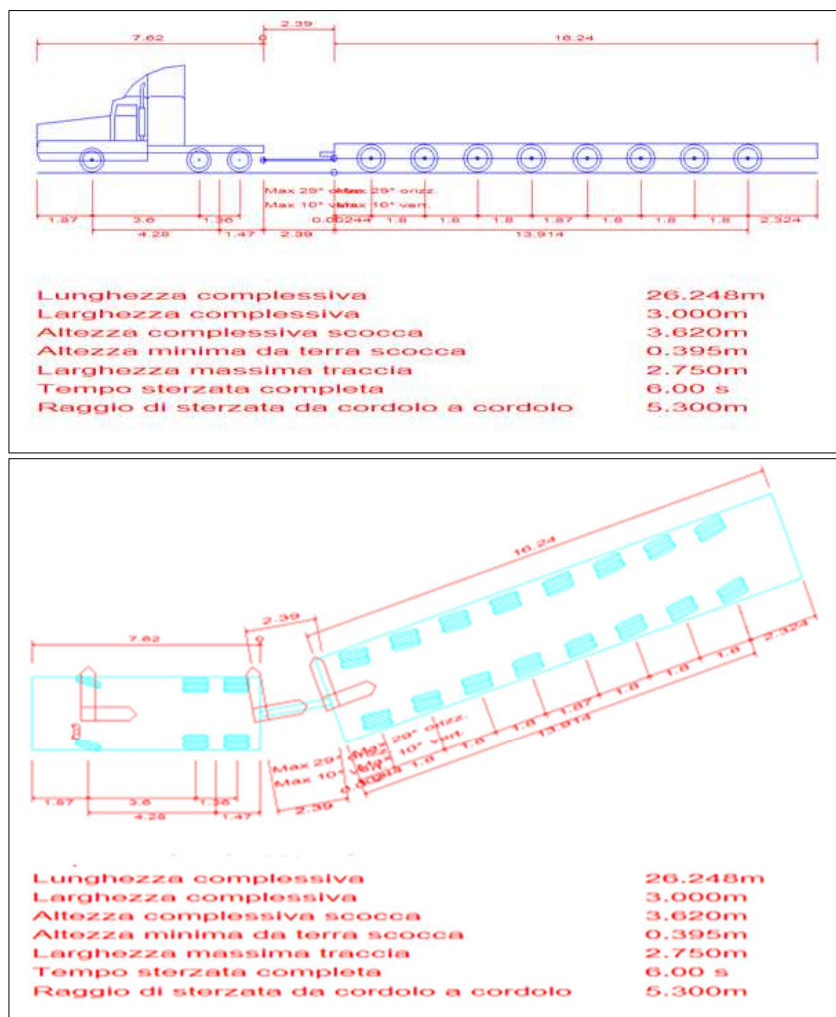 2.39
7.62 0 16.24
Max 29° orizz.
Max 10° vert.
1.87 3.6 1.36 0.00244 1.8 1.8 1.8 1.87 1.8 1.8 1.8 2.324
4.28 1.47 2.39 13.914
Lunghezza complessiva 26.248m
Larghezza complessiva 3.000m
Altezza complessiva scocca 3.620m
Altezza minima da terra scocca 0.395m
Larghezza massima traccia 2.750m
Tempo sterzata completa 6.00 s
Raggio di sterzata da cordolo a cordolo 5.300m
16.24
2.39
7.62 0
2.324
1.8
1.8
1.8
1.87
1.8
1.8
1.8
13.914
Max 29° orizz.
Max 10° vert.
2.39
1.87 3.6 1.36
4.28 1.47
Lunghezza complessiva 26.248m
Larghezza complessiva 3.000m
Altezza complessiva scocca 3.620m
Altezza minima da terra scocca 0.395m
Larghezza massima traccia 2.750m
Tempo sterzata completa 6.00 s
Raggio di sterzata da cordolo a cordolo 5.300m